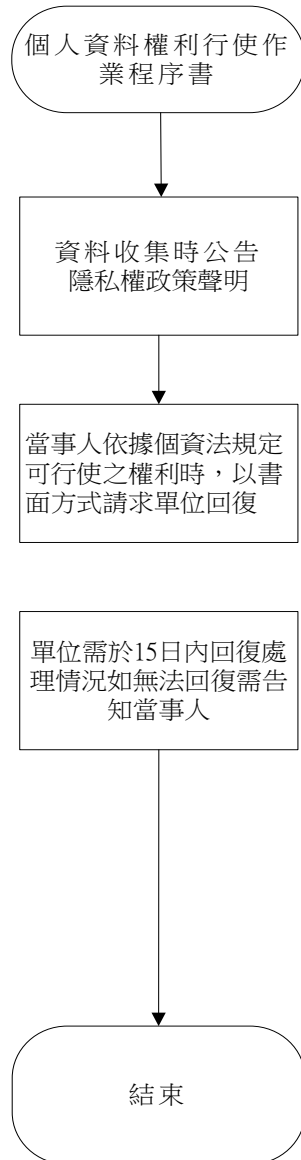 個人資料權利行使作
業程序書
資料收集時公告
隱私權政策聲明
當事人依據個資法規定
可行使之權利時，以書
面方式請求單位回復
單位需於15日內回復處
理情況如無法回復需告
知當事人
結束